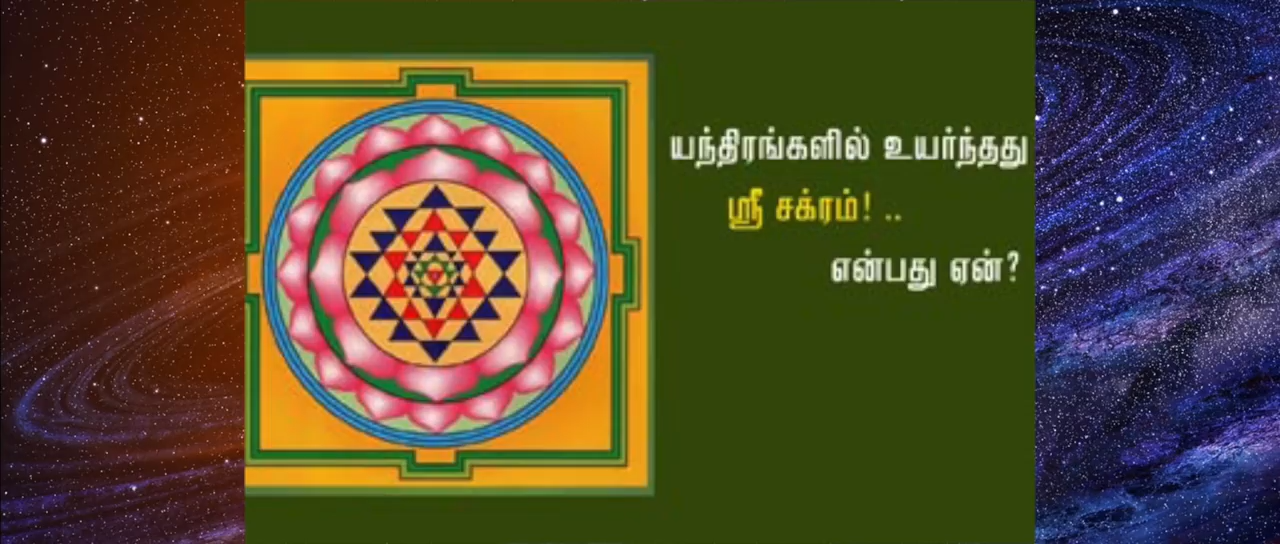 யந்திரங்களில் உயர்ந்தது
ஸ்ரீ சக்ரம்! ..
என்பது ஏன்?